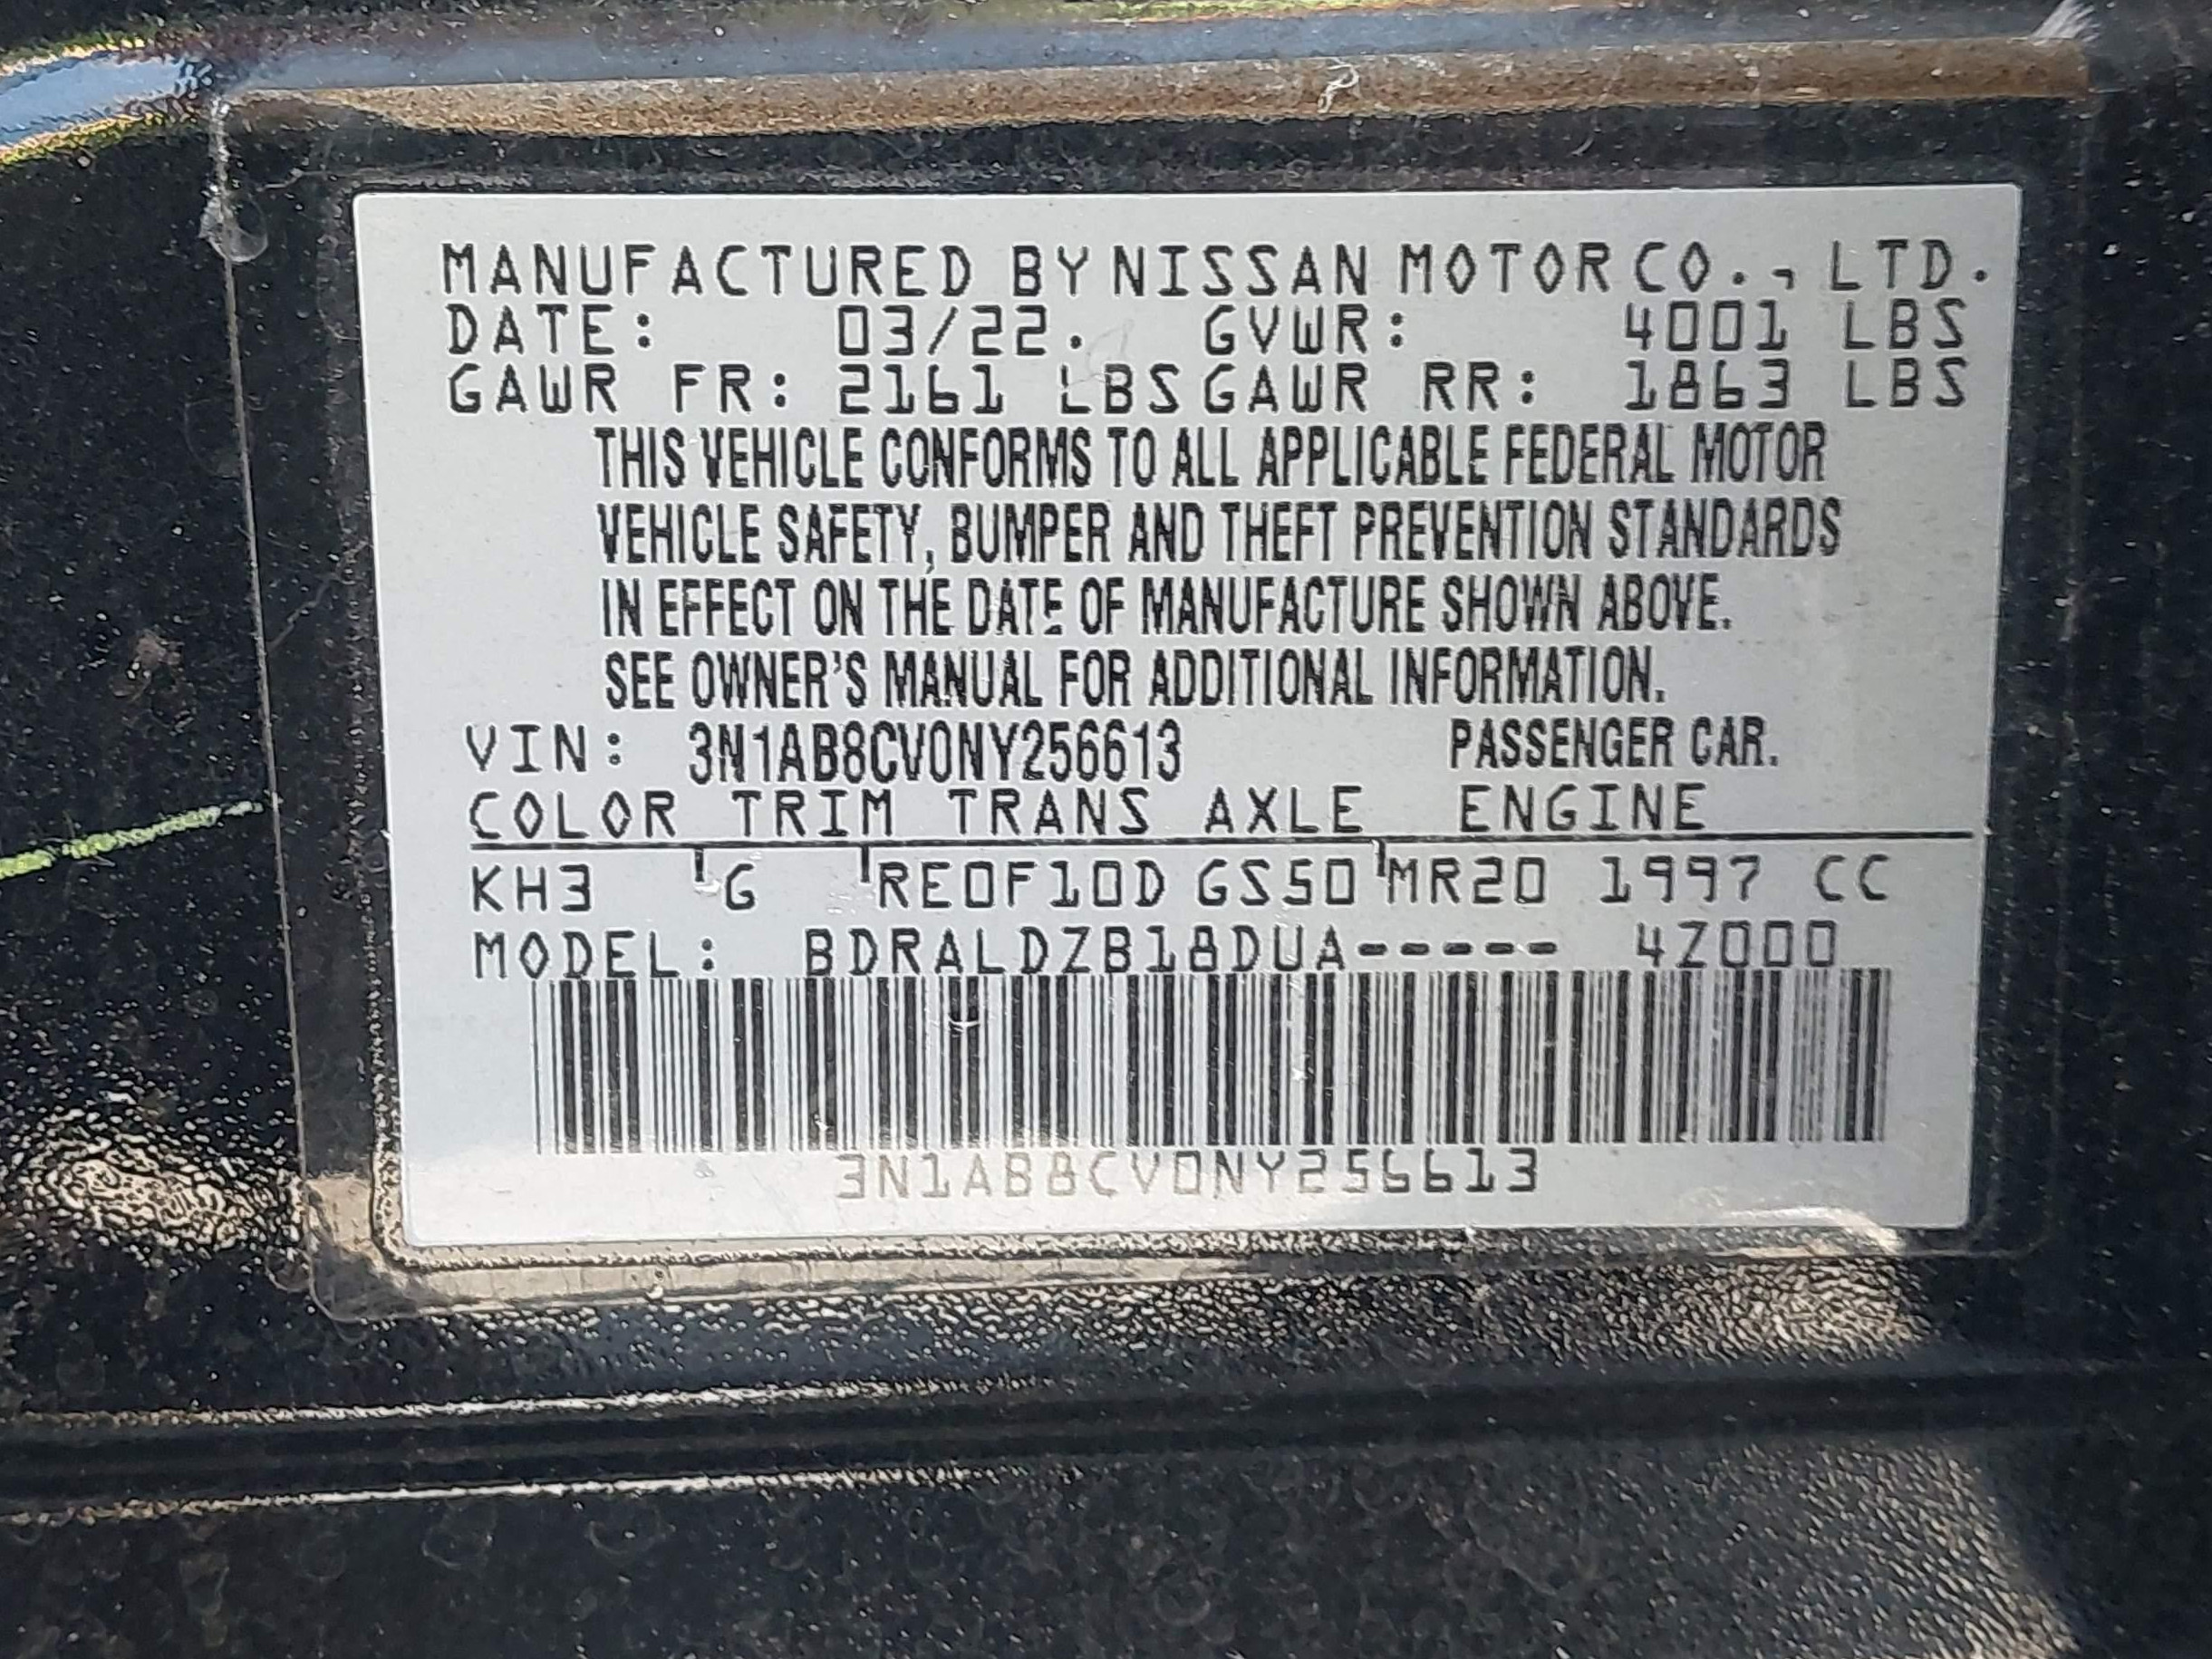 MANUFACTURED BY NISSAN MOTOR CO., LTD.
DATE: 03/22. GVWR: 4001 LBS
GAWR FR: 2161 LBS GAWR RR: 1863 LBS
THIS VEHICLE CONFORMS TO ALL APPLICABLE FEDERAL MOTOR
VEHICLE SAFETY, BUMPER AND THEFT PREVENTION STANDARDS
IN EFFECT ON THE DATE OF MANUFACTURE SHOWN ABOVE.
SEE OWNER'S MANUAL FOR ADDITIONAL INFORMATION.
VIN: 3N1AB8CV0NY256613 PASSENGER CAR.
COLOR TRIM TRANS AXLE ENGINE
KH3 G RE0F10D GS50 MR20 1997 CC
MODEL: BDRALDZB18DUA----- 4Z000
3N1AB8CV0NY256613